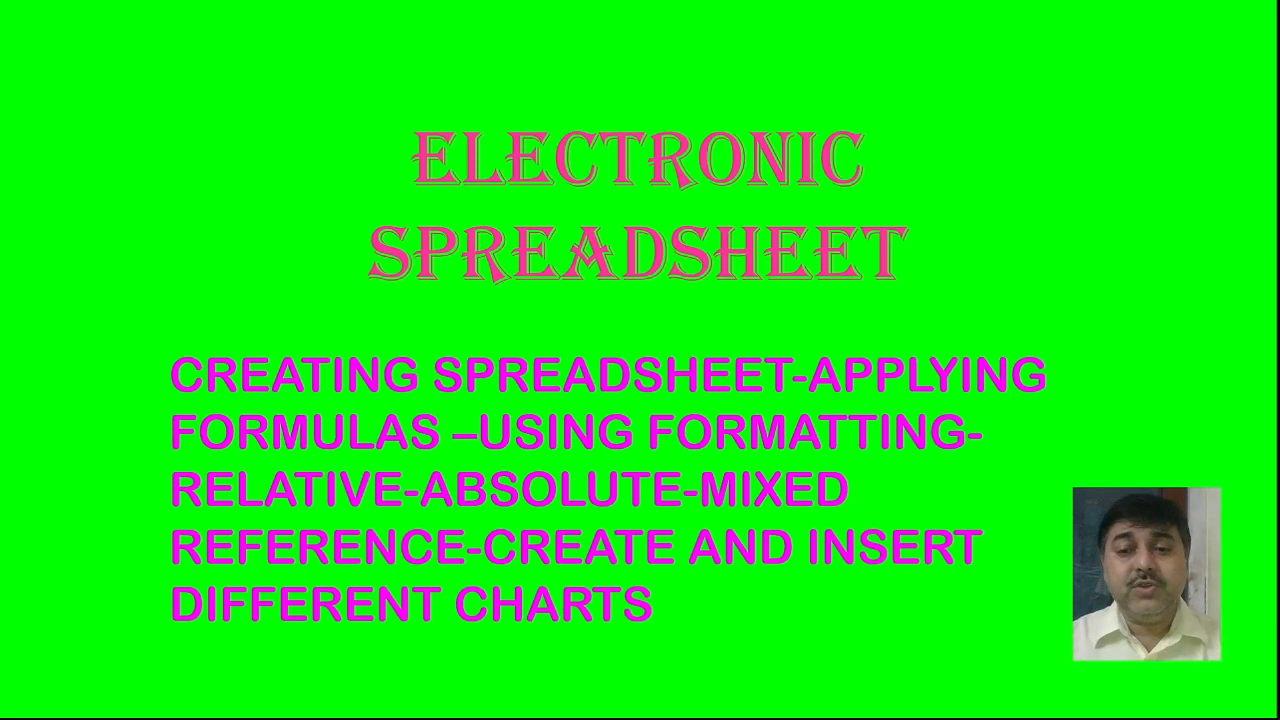 ELECTRONIC
SPREADSHEET
CREATING SPREADSHEET-APPLYING
FORMULAS –USING FORMATTING-
RELATIVE-ABSOLUTE-MIXED
REFERENCE-CREATE AND INSERT
DIFFERENT CHARTS